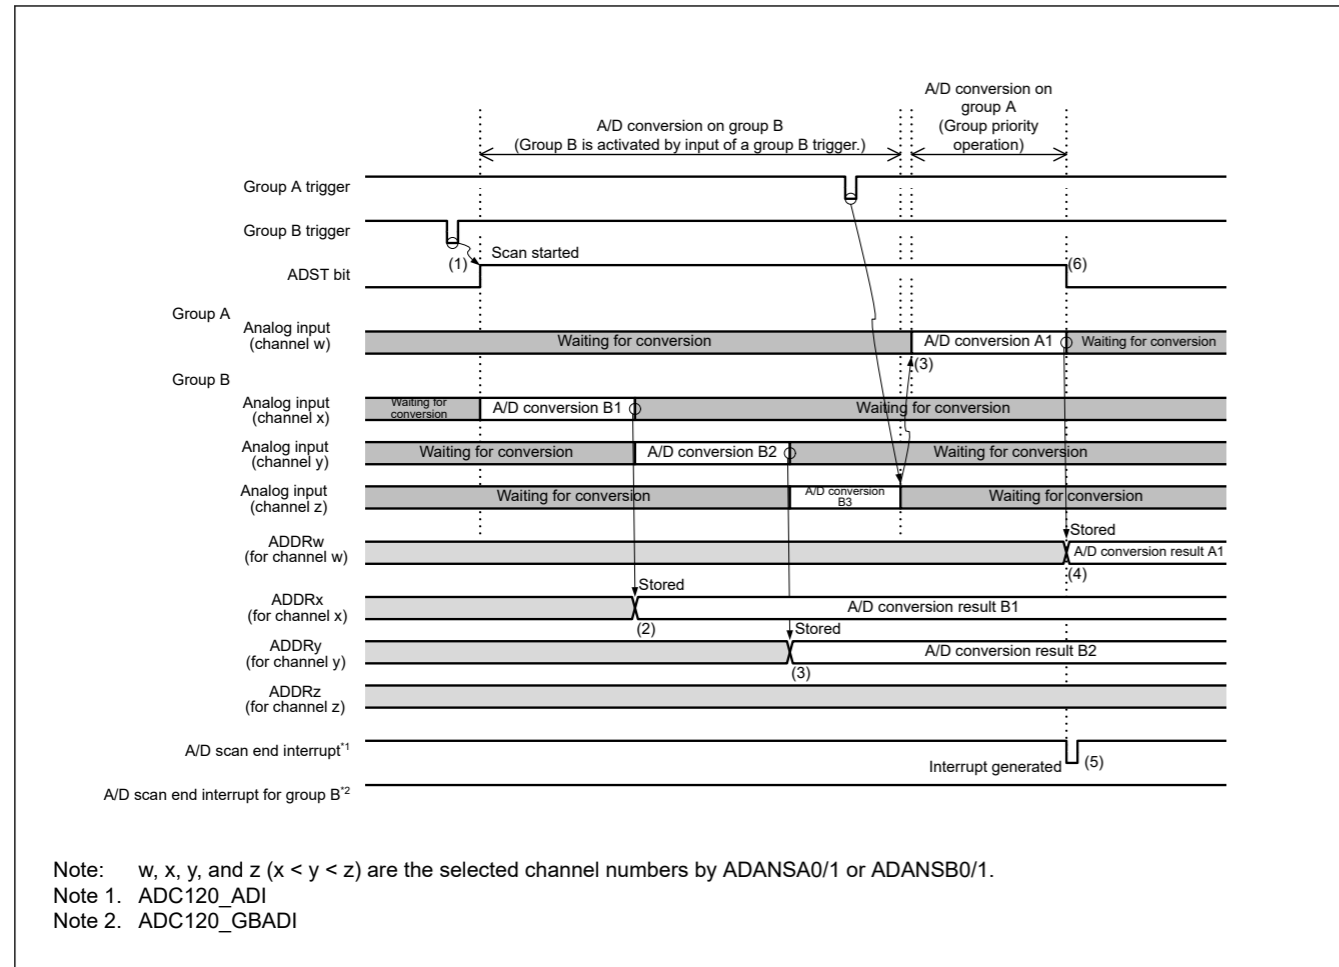 A/D conversion on
group A
(Group priority
operation)
A/D conversion on group B
(Group B is activated by input of a group B trigger.)
Group A trigger
Group B trigger
(1)
Scan started
(6)
ADST bit
Group A
Analog input
(channel w)
Waiting for conversion
A/D conversion A1
Waiting for conversion
(3)
Group B
Analog input
(channel x)
Waiting for
conversion
A/D conversion B1
Waiting for conversion
Analog input
(channel y)
Waiting for conversion
A/D conversion B2
Waiting for conversion
Analog input
(channel z)
Waiting for conversion
A/D conversion
B3
Waiting for conversion
ADDRw
(for channel w)
Stored
A/D conversion result A1
(4)
ADDRx
(for channel x)
Stored
A/D conversion result B1
(2)
ADDRy
(for channel y)
Stored
A/D conversion result B2
(3)
ADDRz
(for channel z)
A/D scan end interrupt*1
Interrupt generated
(5)
A/D scan end interrupt for group B*2
Note: w, x, y, and z (x < y < z) are the selected channel numbers by ADANSA0/1 or ADANSB0/1.
Note 1. ADC120_ADI
Note 2. ADC120_GBADI